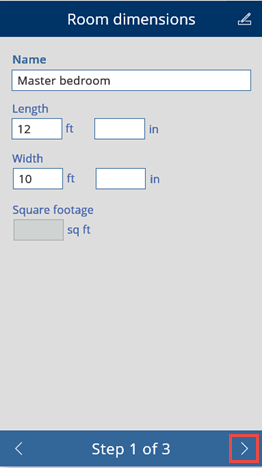 Room dimensions
Name
Master bedroom
Length
12 ft in
Width
10 ft in
Square footage
sq ft
Step 1 of 3